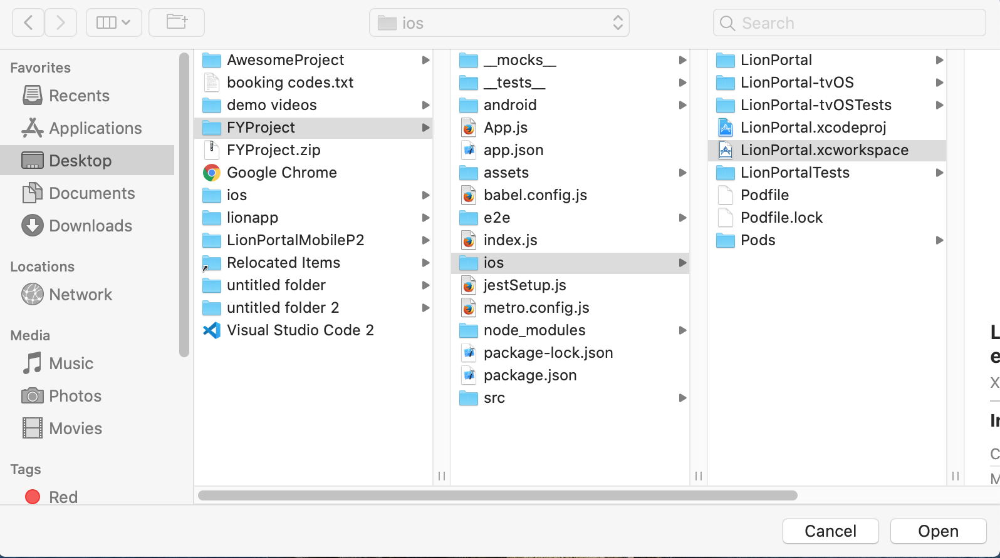 ios
Search
Favorites
Recents
Applications
Desktop
Documents
Downloads
Locations
Network
Media
Music
Photos
Movies
Tags
Red
AwesomeProject
booking codes.txt
demo videos
FYProject
FYProject.zip
Google Chrome
ios
lionapp
LionPortalMobileP2
Relocated Items
untitled folder
untitled folder 2
Visual Studio Code 2
__mocks__
__tests__
android
App.js
app.json
assets
babel.config.js
e2e
index.js
ios
jestSetup.js
metro.config.js
node_modules
package-lock.json
package.json
src
LionPortal
LionPortal-tvOS
LionPortal-tvOSTests
LionPortal.xcodeproj
LionPortal.xcworkspace
LionPortalTests
Podfile
Podfile.lock
Pods
Cancel
Open